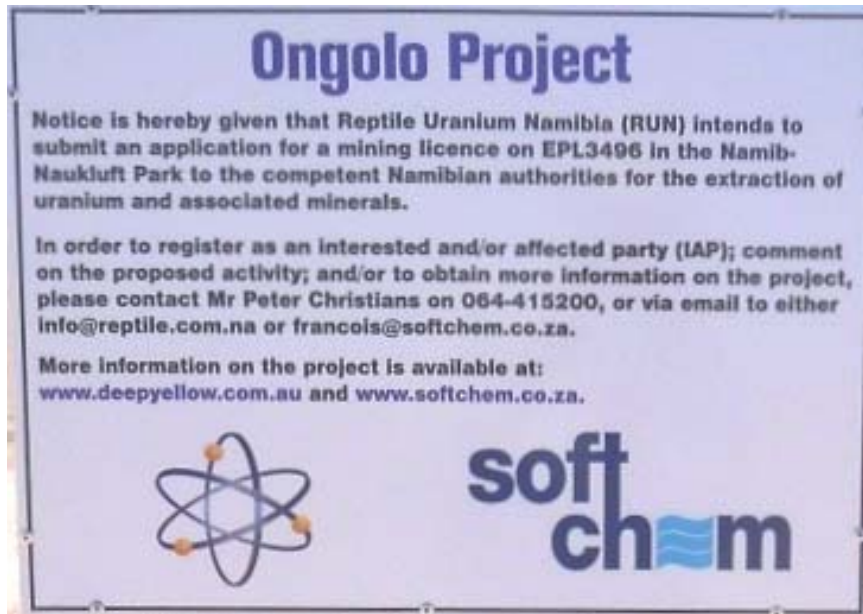 Ongolo Project
Notice is hereby given that Reptile Uranium Namibia (RUN) intends to
submit an application for a mining licence on EPL3496 in the Namib-
Naukluft Park to the competent Namibian authorities for the extraction of
uranium and associated minerals.
In order to register as an interested and/or affected party (IAP); comment
on the proposed activity; and/or to obtain more information on the project,
please contact Mr Peter Christians on 064-415200, or via email to either
info@reptile.com.na or francois@softchem.co.za.
More information on the project is available at:
www.deepyellow.com.au and www.softchem.co.za.
soft
chem